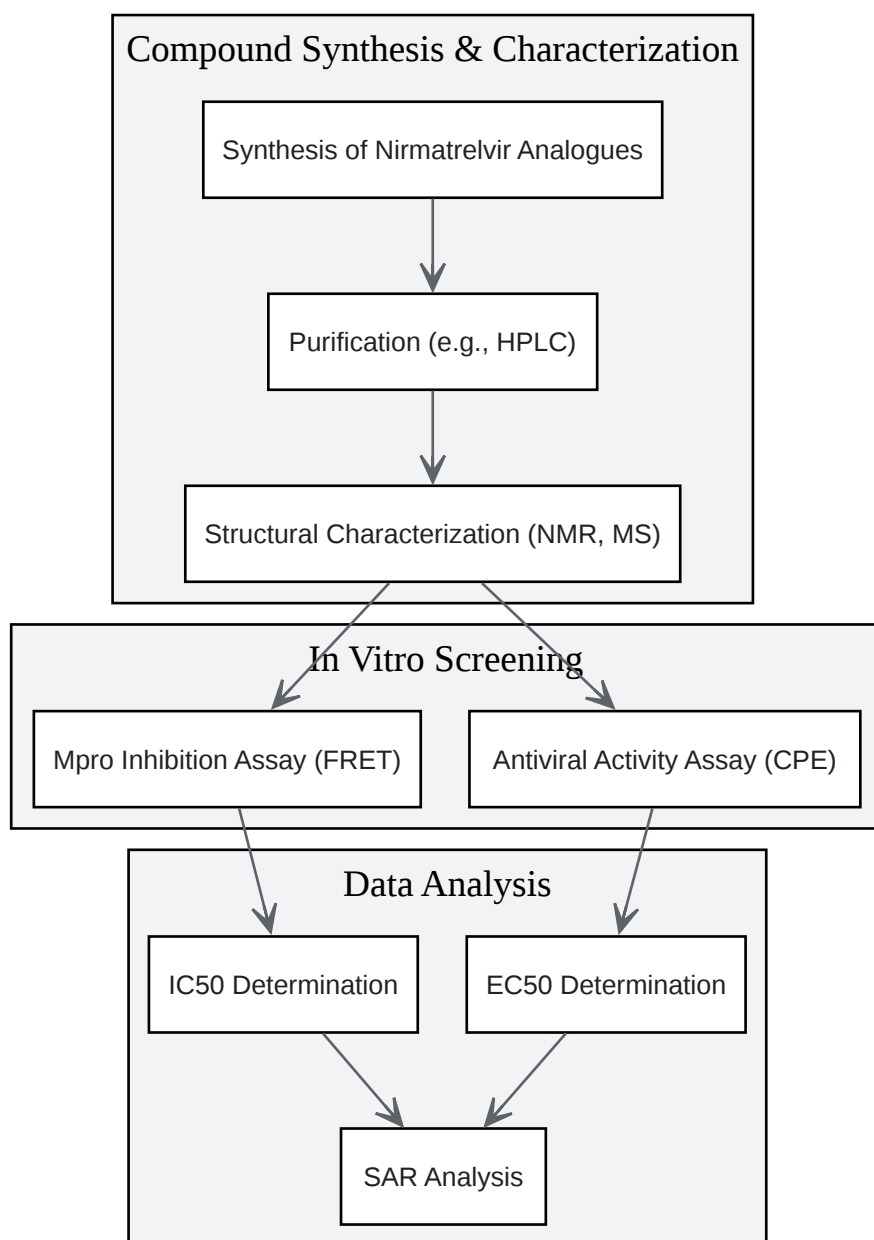 Compound Synthesis & Characterization
Synthesis of Nirmatrelvir Analogues
Purification (e.g., HPLC)
Structural Characterization (NMR, MS)
In Vitro Screening
Mpro Inhibition Assay (FRET)
Antiviral Activity Assay (CPE)
Data Analysis
IC50 Determination
EC50 Determination
SAR Analysis